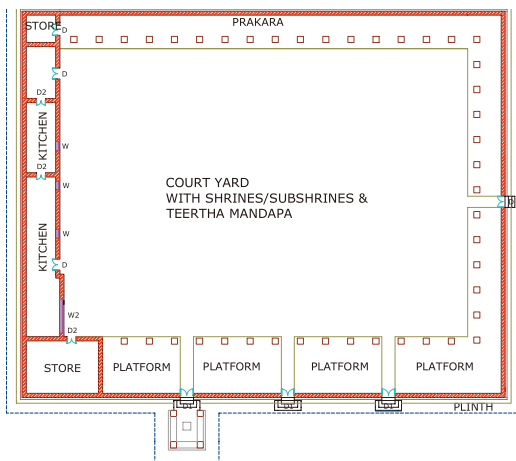 PRAKARA
STORE
D
D
D2
KITCHEN
W
D2
W
COURT YARD
WITH SHRINES/SUBSHRINES &
TEERTHA MANDAPA
D
KITCHEN
W
D
W2
D2
STORE
PLATFORM
PLATFORM
PLATFORM
PLATFORM
D1
D1
D1
PLINTH